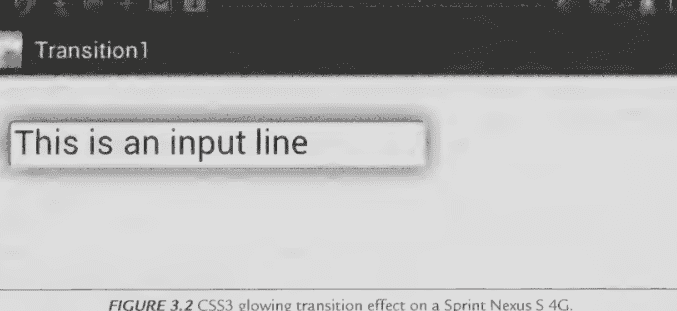 Transition1
This is an input line
FIGURE 3.2 CSS3 glowing transition effect on a Sprint Nexus S 4G.